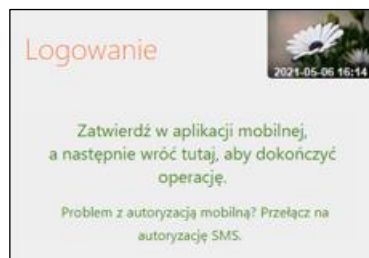 Logowanie
2021-05-06 16:14
Zatwierdź w aplikacji mobilnej,
a następnie wróć tutaj, aby dokończyć
operację.
Problem z autoryzacją mobilną? Przełącz na
autoryzację SMS.